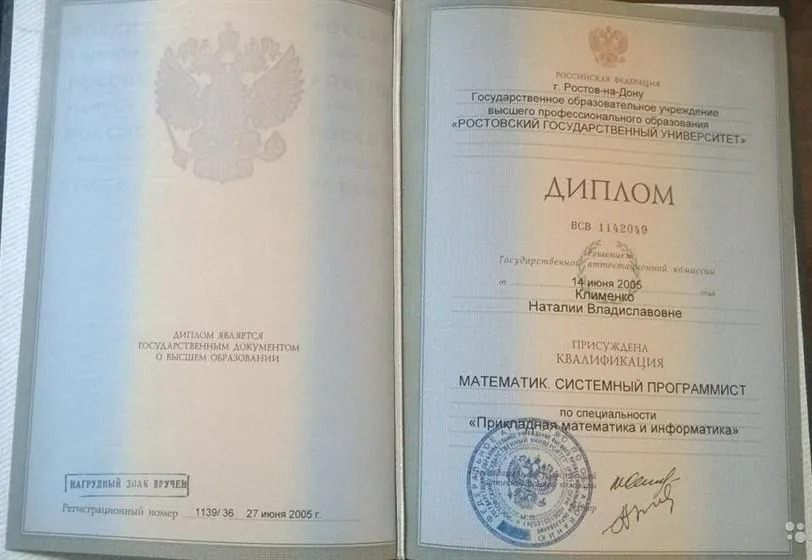 ДИПЛОМ ЯВЛЯЕТСЯ
ГОСУДАРСТВЕННЫМ ДОКУМЕНТОМ
О ВЫСШЕМ ОБРАЗОВАНИИ
НАГРУДНЫЙ ЗНАК ВРУЧЕН
Регистрационный номер 1139/36 27 июня 2005 г.
РОССИЙСКАЯ ФЕДЕРАЦИЯ
г. Ростов-на-Дону
Государственное образовательное учреждение
высшего профессионального образования
«РОСТОВСКИЙ ГОСУДАРСТВЕННЫЙ УНИВЕРСИТЕТ»
ДИПЛОМ
ВСВ 1142049
Решением
Государственной аттестационной комиссии
от 14 июня 2005 года
Клименко
Наталии Владиславовне
ПРИСУЖДЕНА
КВАЛИФИКАЦИЯ
МАТЕМАТИК. СИСТЕМНЫЙ ПРОГРАММИСТ
по специальности
«Прикладная математика и информатика»